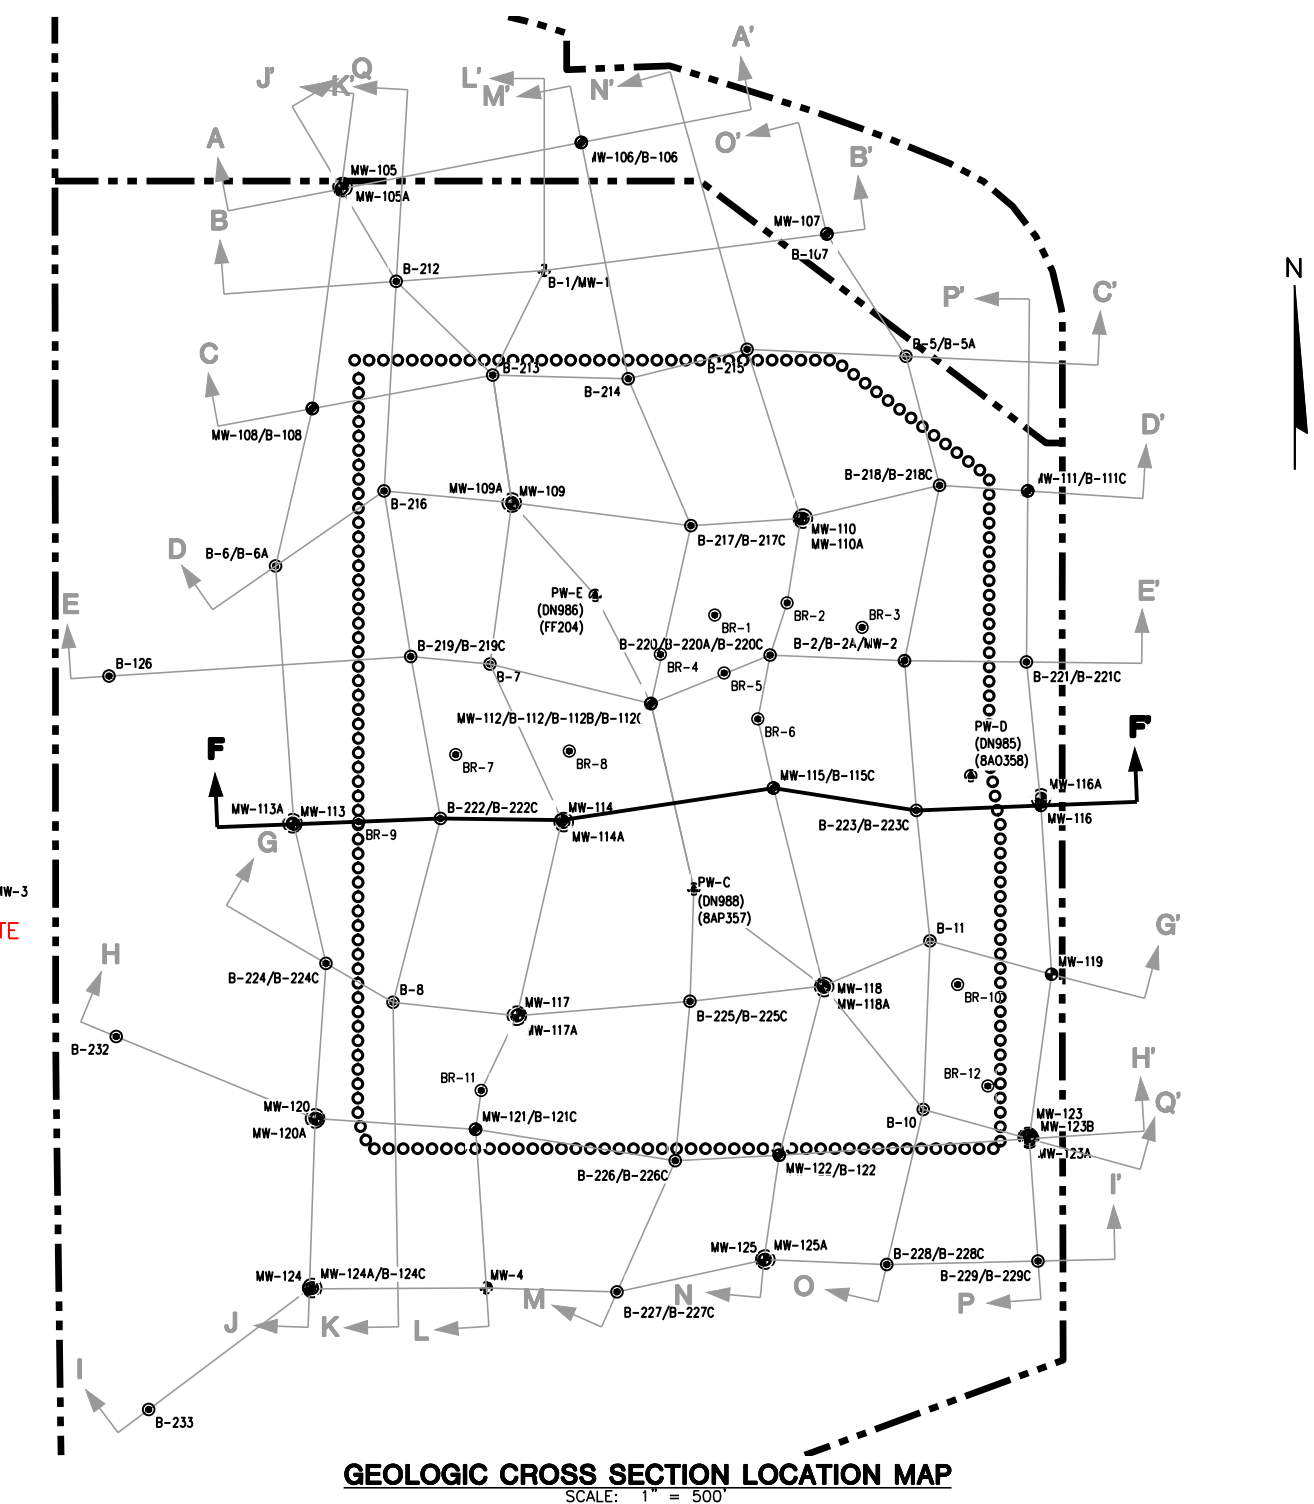 A'
J'
K'
Q
L'
M'
N'
A
O'
B'
MW-106/B-106
MW-105
MW-105A
B
MW-107
B-107
N
B-212
B-1/MW-1
P'
C'
C
B-5/B-5A
B-213
B-215
B-214
MW-108/B-108
D'
B-218/B-218C
MW-111/B-111C
MW-109A
MW-109
B-216
B-217/B-217C
MW-110
MW-110A
D
B-6/B-6A
E
PW-E
(DN986)
(FF204)
E'
BR-1
BR-2
BR-3
B-219/B-219C
B-220/B-220A/B-220C
B-2/B-2A/MW-2
B-126
B-7
BR-4
BR-5
B-221/B-221C
MW-112/B-112/B-112B/B-112C
BR-6
F
F'
PW-D
(DN985)
(8A0358)
BR-7
BR-8
MW-115/B-115C
MW-116A
MW-113A
MW-113
B-222/B-222C
MW-114
MW-114A
B-223/B-223C
MW-116
BR-9
G
MW-3
TE
PW-C
(DN988)
(8AP357)
B-11
G'
H
MW-119
B-224/B-224C
B-8
MW-118
MW-118A
BR-10
MW-117
MW-117A
B-225/B-225C
B-232
H'
BR-11
BR-12
Q'
MW-120
MW-120A
MW-121/B-121C
B-10
MW-123
MW-123B
MW-123A
B-226/B-226C
MW-122/B-122
I'
MW-124
MW-124A/B-124C
MW-4
MW-125
MW-125A
B-228/B-228C
B-229/B-229C
J
K
L
M
N
O
P
B-227/B-227C
I
B-233
GEOLOGIC CROSS SECTION LOCATION MAP
SCALE: 1" = 500'